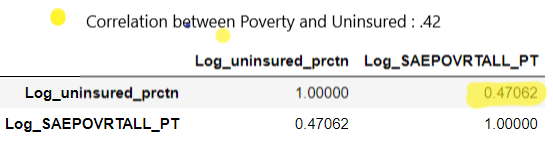 Correlation between Poverty and Uninsured : .42
Log_uninsured_prctn Log_SAEPOVRTALL_PT
Log_uninsured_prctn 1.00000 0.47062
Log_SAEPOVRTALL_PT 0.47062 1.00000